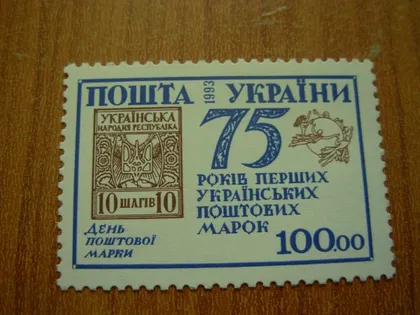 ПОШТА 1993 УКРАЇНИ
УКРАЇНСЬКА
НАРОДНЯ РЕСПУБЛІКА
10 ШАГІВ 10
75
РОКІВ ПЕРШИХ
УКРАЇНСЬКИХ
ПОШТОВИХ
МАРОК
ДЕНЬ
ПОШТОВОЇ
МАРКИ
100.00